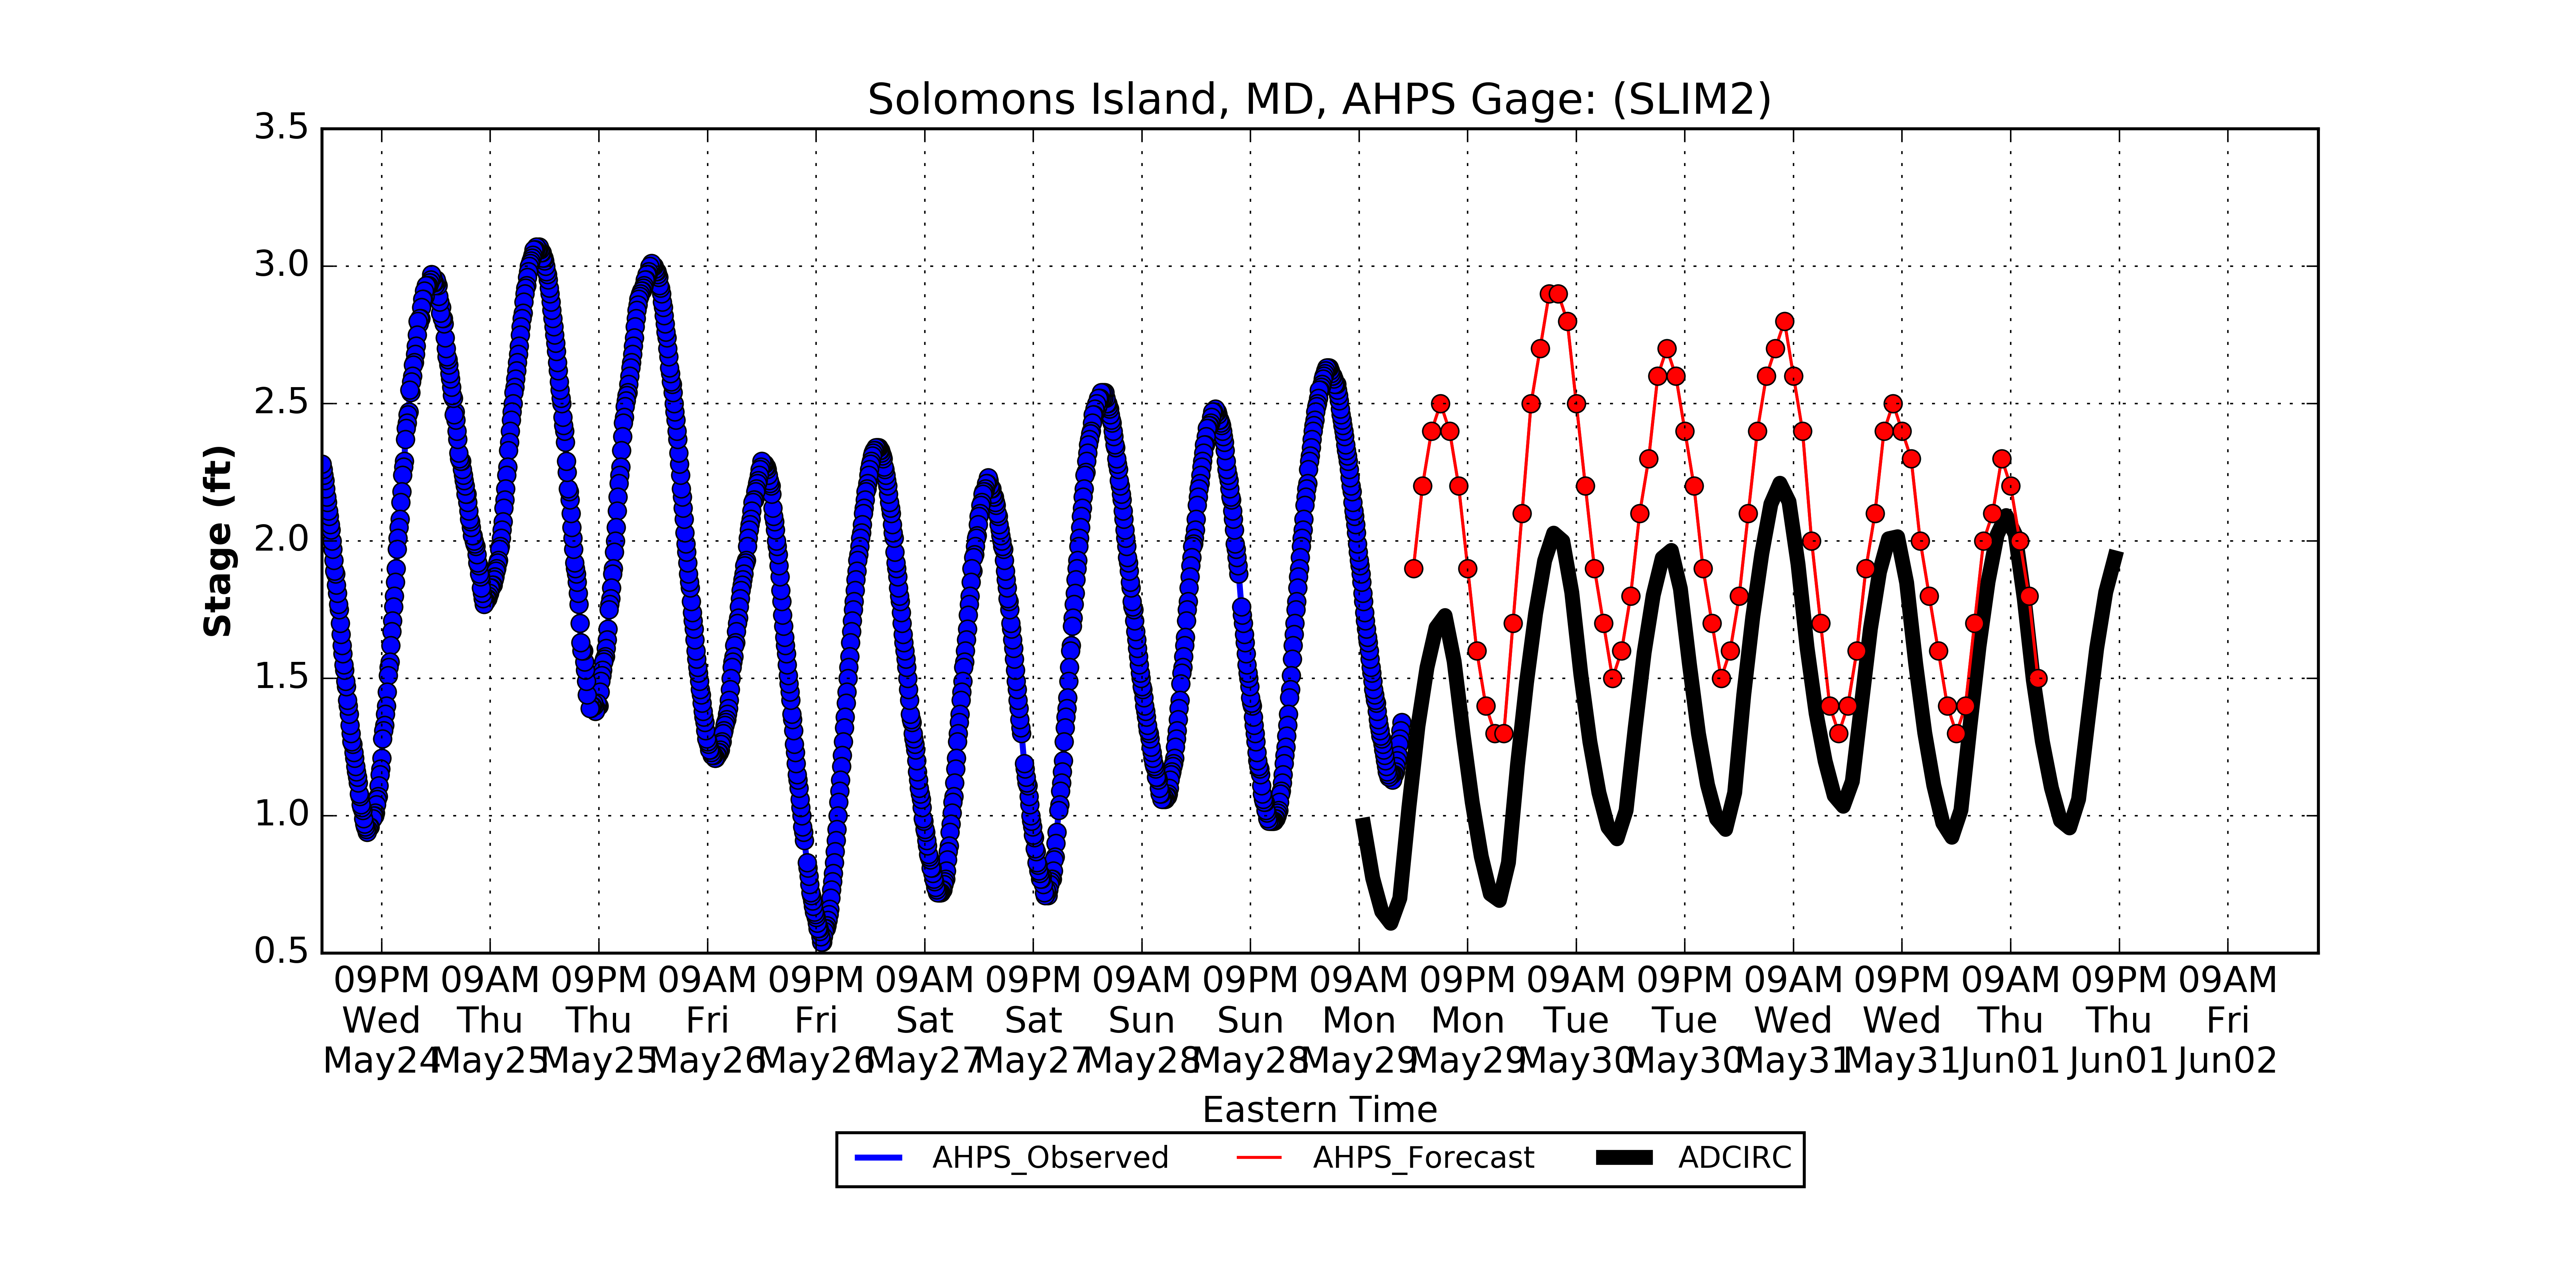 Solomons Island, MD, AHPS Gage: (SLIM2)
3.5
3.0
2.5
2.0
1.5
1.0
0.5
Stage (ft)
09PM 09AM 09PM 09AM 09PM 09AM 09PM 09AM 09PM 09AM 09PM 09AM 09PM 09AM 09PM 09AM 09PM 09AM
Wed Thu Thu Fri Fri Sat Sat Sun Sun Mon Mon Tue Tue Wed Wed Thu Thu Fri
May24 May25 May25 May26 May26 May27 May27 May28 May28 May29 May29 May30 May30 May31 May31 Jun01 Jun01 Jun02
Eastern Time
AHPS_Observed AHPS_Forecast ADCIRC